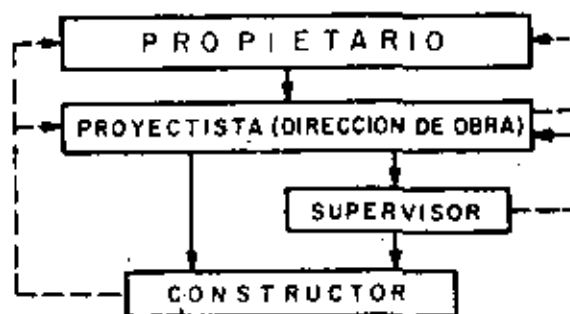 PROPIETARIO
PROYECTISTA (DIRECCION DE OBRA)
SUPERVISOR
CONSTRUCTOR